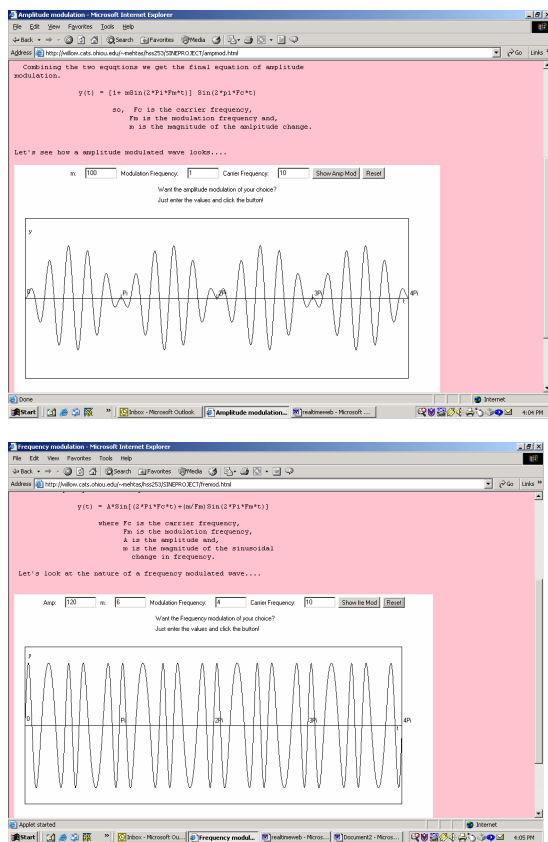 Amplitude modulation - Microsoft Internet Explorer
File Edit View Favorites Tools Help
Back Search Favorites Media
Address http://willow.cats.ohiou.edu/~mehtas/hss253/SINEPROJECT/ampmod.html Go Links »
Combining the two equqtions we get the final equation of amplitude
modulation.
y(t) = [1+ mSin(2*Pi*Fm*t)] Sin(2*pi*Fc*t)
so, Fc is the carrier frequency,
Fm is the modulation frequency and,
m is the magnitude of the amlpitude change.
Let's see how a amplitude modulated wave looks....
m: 100 Modulation Frequency: 1 Carrier Frequency: 10 Show Amp Mod Reset
Want the amplitude modulation of your choice?
Just enter the values and click the button!
y
0 Pi 2Pi 3Pi 4Pi
t
Done Internet
Start » Inbox - Microsoft Outlook Amplitude modulation... realtimeweb - Microsoft .... 4:04 PM
Frequency modulation - Microsoft Internet Explorer
File Edit View Favorites Tools Help
Back Search Favorites Media
Address http://willow.cats.ohiou.edu/~mehtas/hss253/SINEPROJECT/fremod.html Go Links »
y(t) = A*Sin[(2*Pi*Fc*t)+(m/Fm)Sin(2*Pi*Fm*t)]
where Fc is the carrier frequency,
Fm is the modulation frequency,
A is the amplitude and,
m is the magnitude of the sinusoidal
change in frequency.
Let's look at the nature of a frequency modulated wave....
Amp: 120 m: 6 Modulation Frequency: 4 Carrier Frequency: 10 Show fre Mod Reset
Want the Frequency modulation of your choice?
Just enter the values and click the button!
y
0 Pi 2Pi 3Pi 4Pi
t
Applet started Internet
Start » Inbox - Microsoft Ou... Frequency modul... realtimeweb - Micros... Document2 - Micros... 4:05 PM